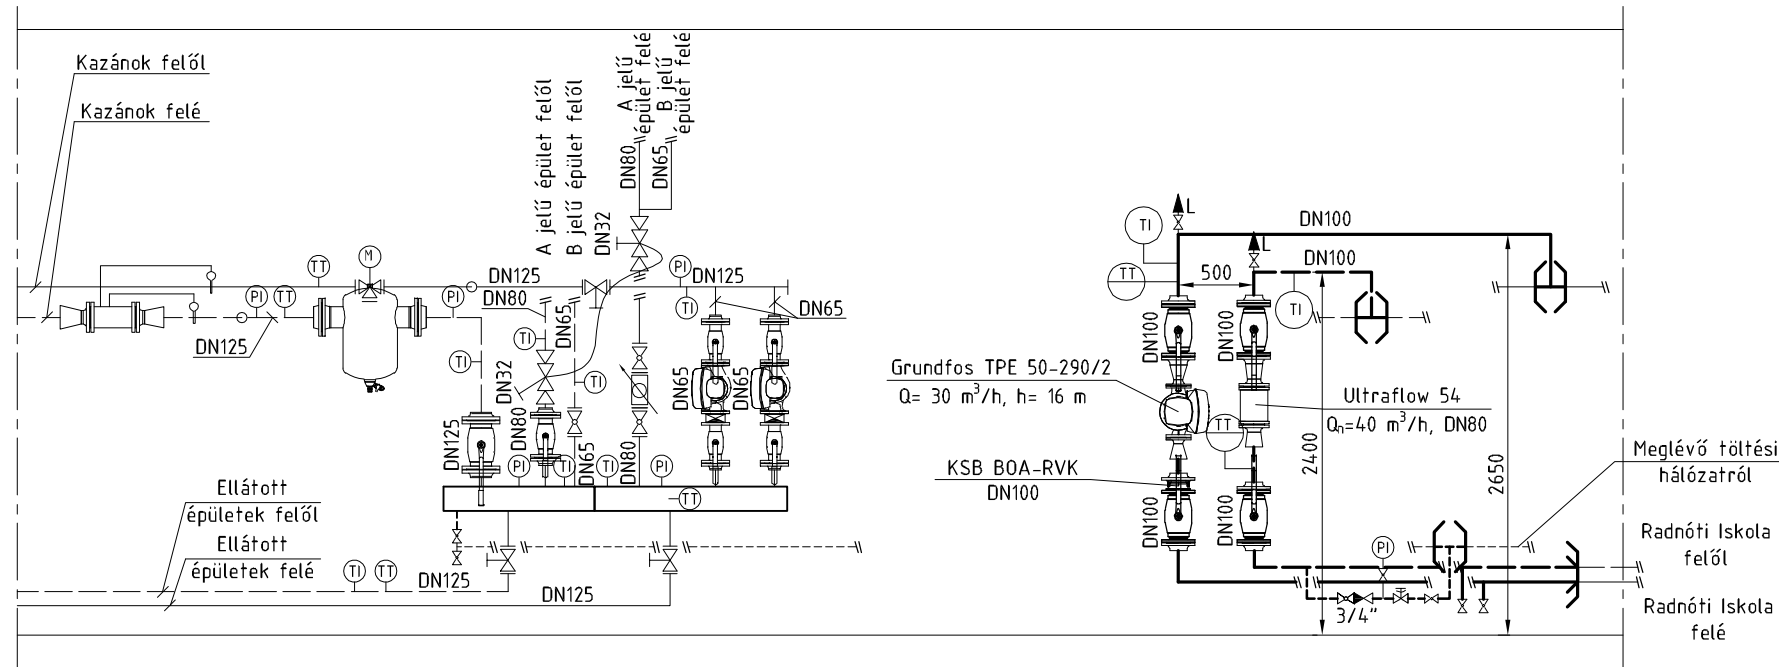 Kazánok felől
Kazánok felé
A jelű épület felől
B jelű épület felől
A jelű
épület felé
B jelű
épület felé
DN80
DN65
DN32
TT
M
DN125
DN80
DN65
PI
DN125
TI
DN65
PI
TT
DN125
PI
TI
TI
TI
DN32
DN80
DN125
DN65
DN80
DN65
DN65
PI
TI
TI
PI
TT
Ellátott
épületek felől
Ellátott
épületek felé
TI
TT
DN125
DN125
L
L
TI
TT
DN100
DN100
500
TI
DN100
DN100
Grundfos TPE 50-290/2
Q= 30 m³/h, h= 16 m
TT
Ultraflow 54
Qₙ=40 m³/h, DN80
KSB BOA-RVK
DN100
DN100
DN100
2400
2650
PI
3/4"
Meglévő töltési
hálózatról
Radnóti Iskola
felől
Radnóti Iskola
felé